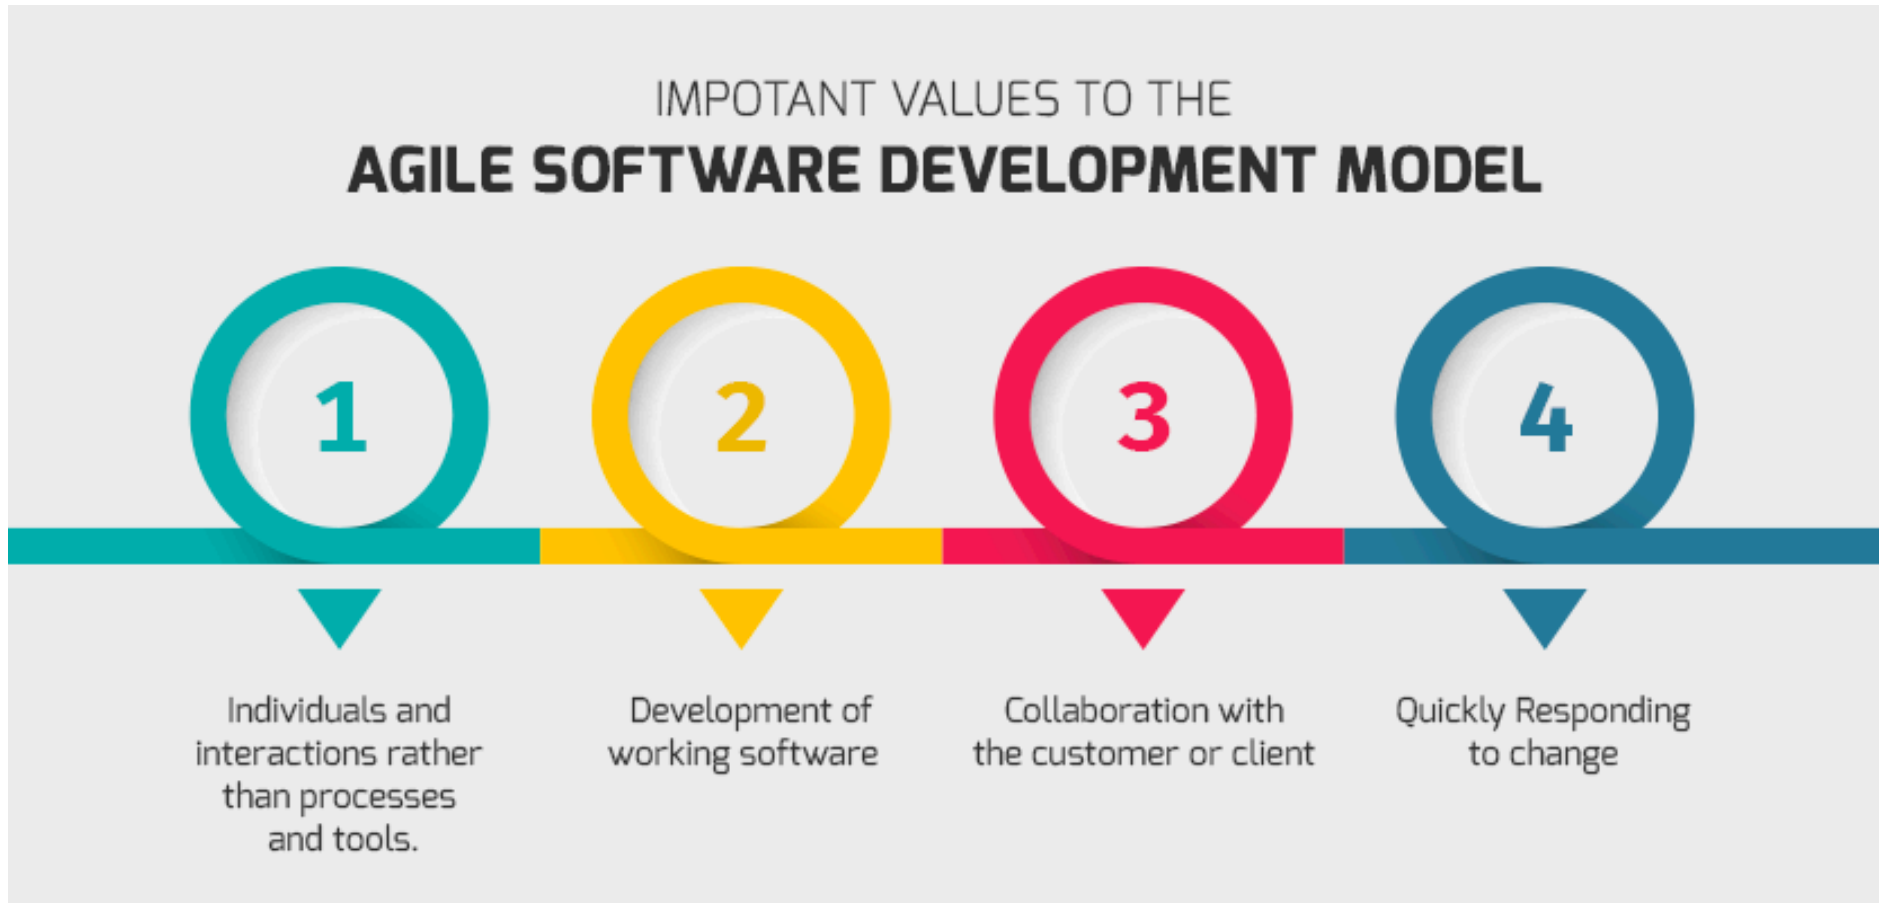 IMPOTANT VALUES TO THE
AGILE SOFTWARE DEVELOPMENT MODEL
1
2
3
4
Individuals and
interactions rather
than processes
and tools.
Development of
working software
Collaboration with
the customer or client
Quickly Responding
to change